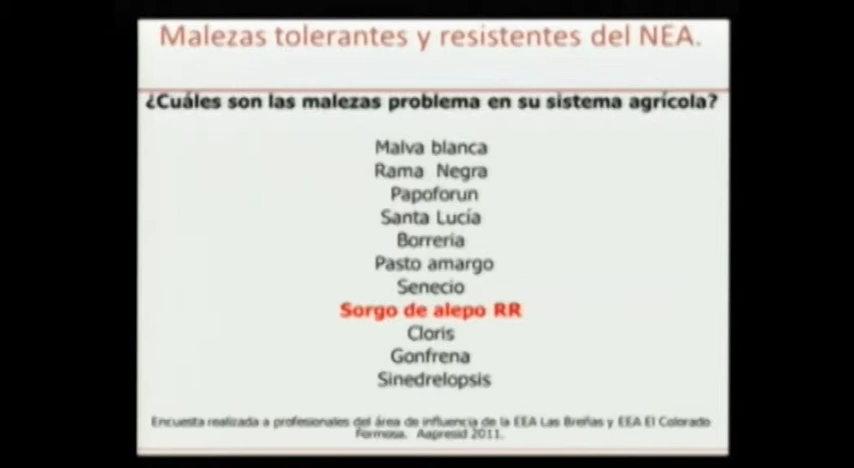 Malezas tolerantes y resistentes del NEA.
¿Cuáles son las malezas problema en su sistema agrícola?
Malva blanca
Rama Negra
Papoforun
Santa Lucía
Borreria
Pasto amargo
Senecio
Sorgo de alepo RR
Cloris
Gonfrena
Sinedrelopsis
Encuesta realizada a profesionales del área de influencia de la EEA Las Breñas y EEA El Colorado
Formosa. Aapresid 2011.